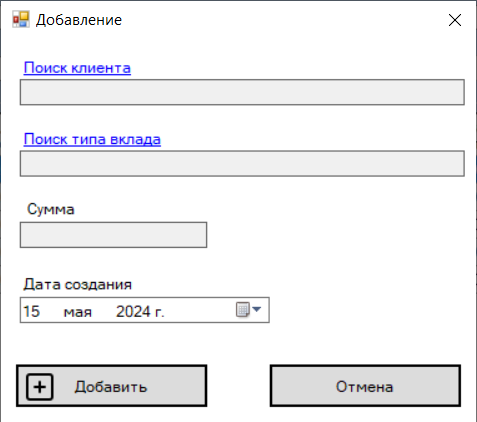 Добавление
Поиск клиента
Поиск типа вклада
Сумма
Дата создания
15 мая 2024 г.
Добавить
Отмена